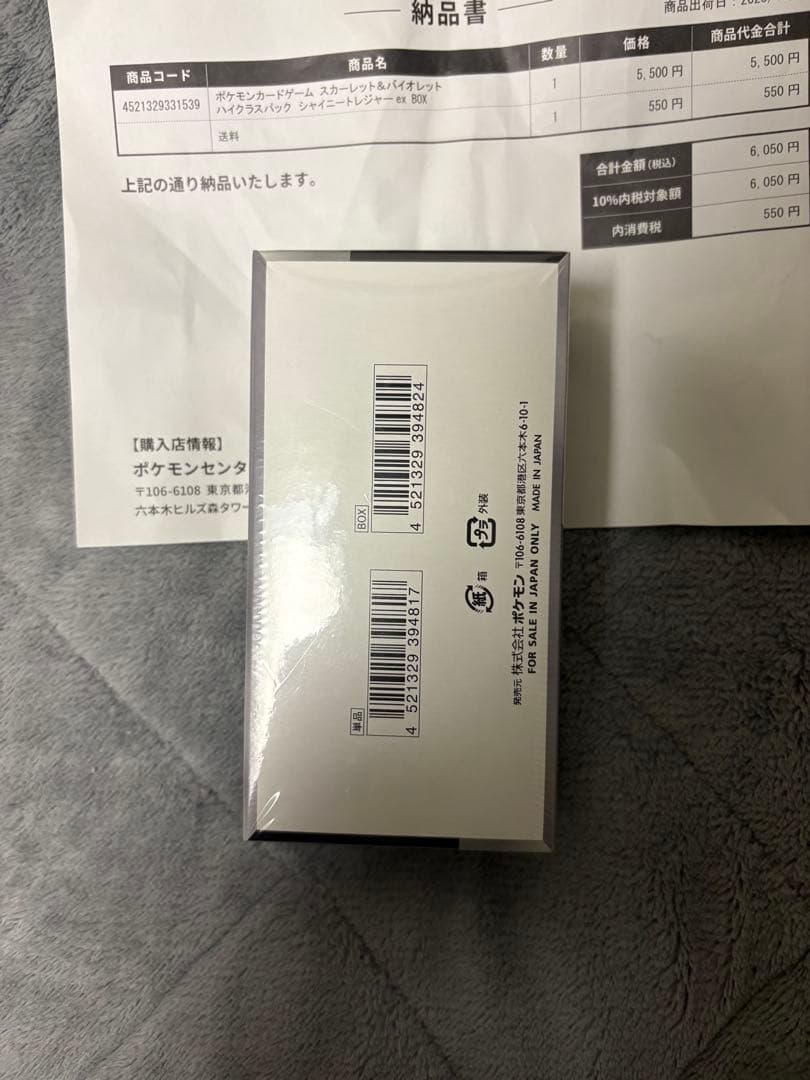 納品書
商品出荷日：
商品コード 商品名 数量 価格 商品代金合計
4521329331539 ポケモンカードゲーム スカーレット＆バイオレット 1 5,500 円 5,500 円
ハイクラスパック シャイニートレジャー ex BOX
送料 1 550 円 550 円
上記の通り納品いたします。
合計金額(税込) 6,050 円
10%内税対象額 6,050 円
内消費税 550 円
【購入店情報】
ポケモンセンタ
〒106-6108 東京都
六本木ヒルズ森タワー
BOX
4 521329 394824
単品
4 521329 394817
プラ 外装
紙 箱
発売元 株式会社ポケモン 〒106-6108 東京都港区六本木6-10-1
FOR SALE IN JAPAN ONLY MADE IN JAPAN